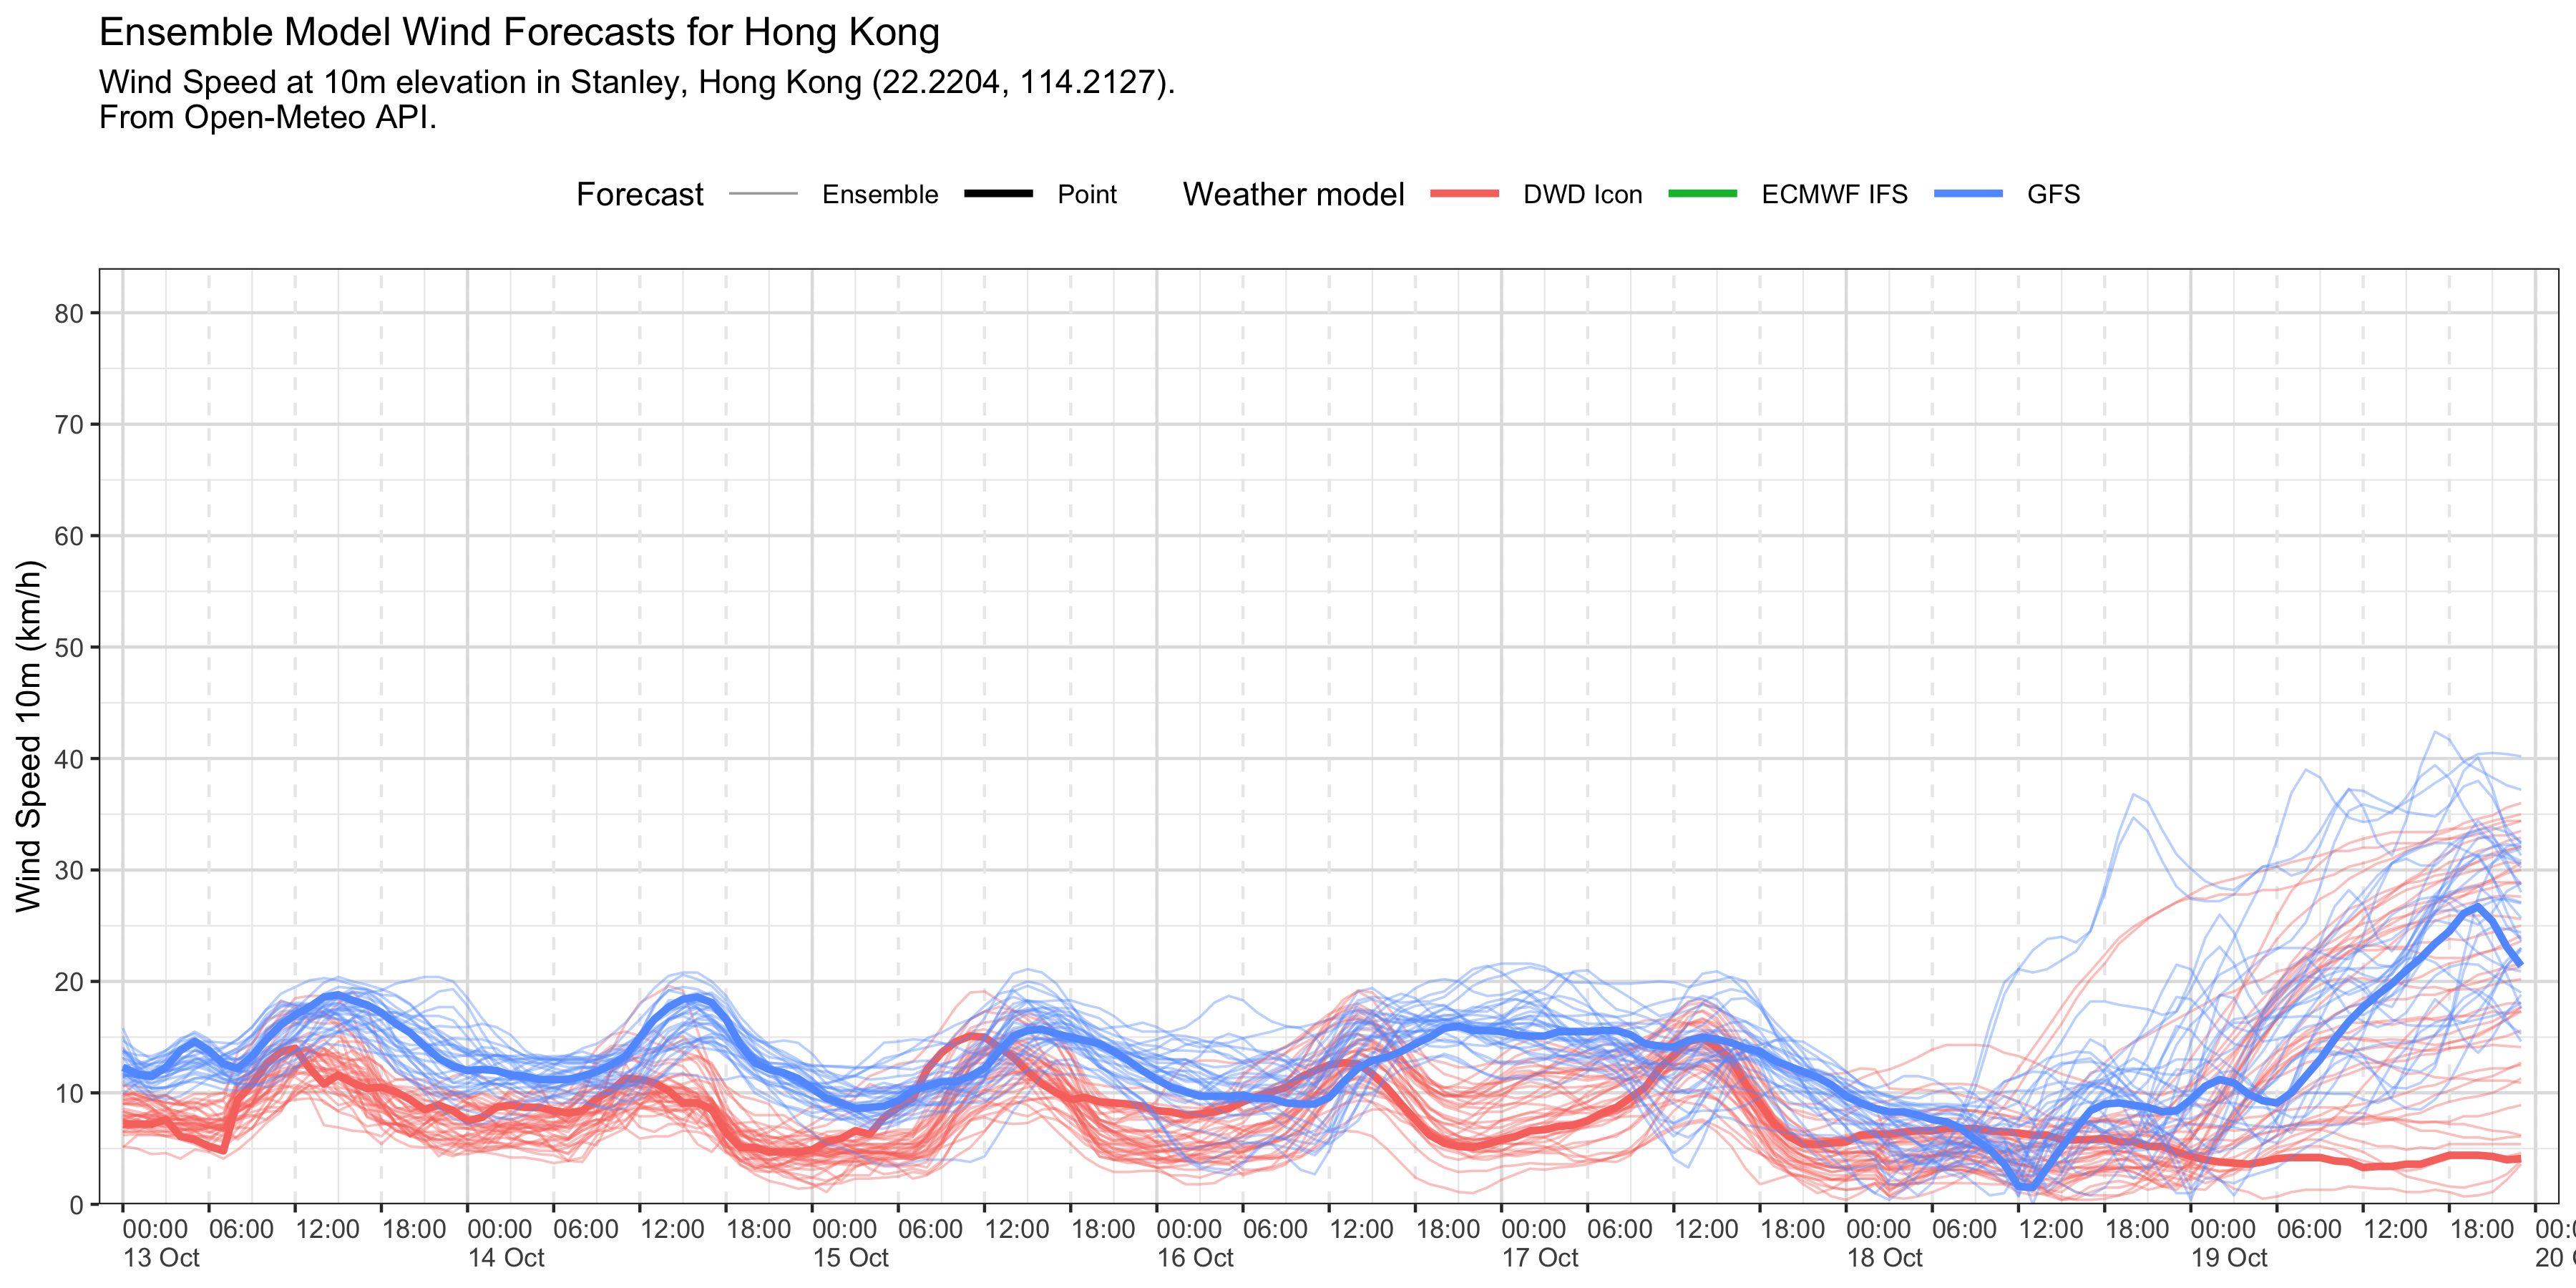 Ensemble Model Wind Forecasts for Hong Kong
Wind Speed at 10m elevation in Stanley, Hong Kong (22.2204, 114.2127).
From Open-Meteo API.
Forecast Ensemble Point Weather model DWD Icon ECMWF IFS GFS
Wind Speed 10m (km/h)
80
70
60
50
40
30
20
10
0
00:00 06:00 12:00 18:00 00:00 06:00 12:00 18:00 00:00 06:00 12:00 18:00 00:00 06:00 12:00 18:00 00:00 06:00 12:00 18:00 00:00 06:00 12:00 18:00 00:00 06:00 12:00 18:00
13 Oct 14 Oct 15 Oct 16 Oct 17 Oct 18 Oct 19 Oct 20